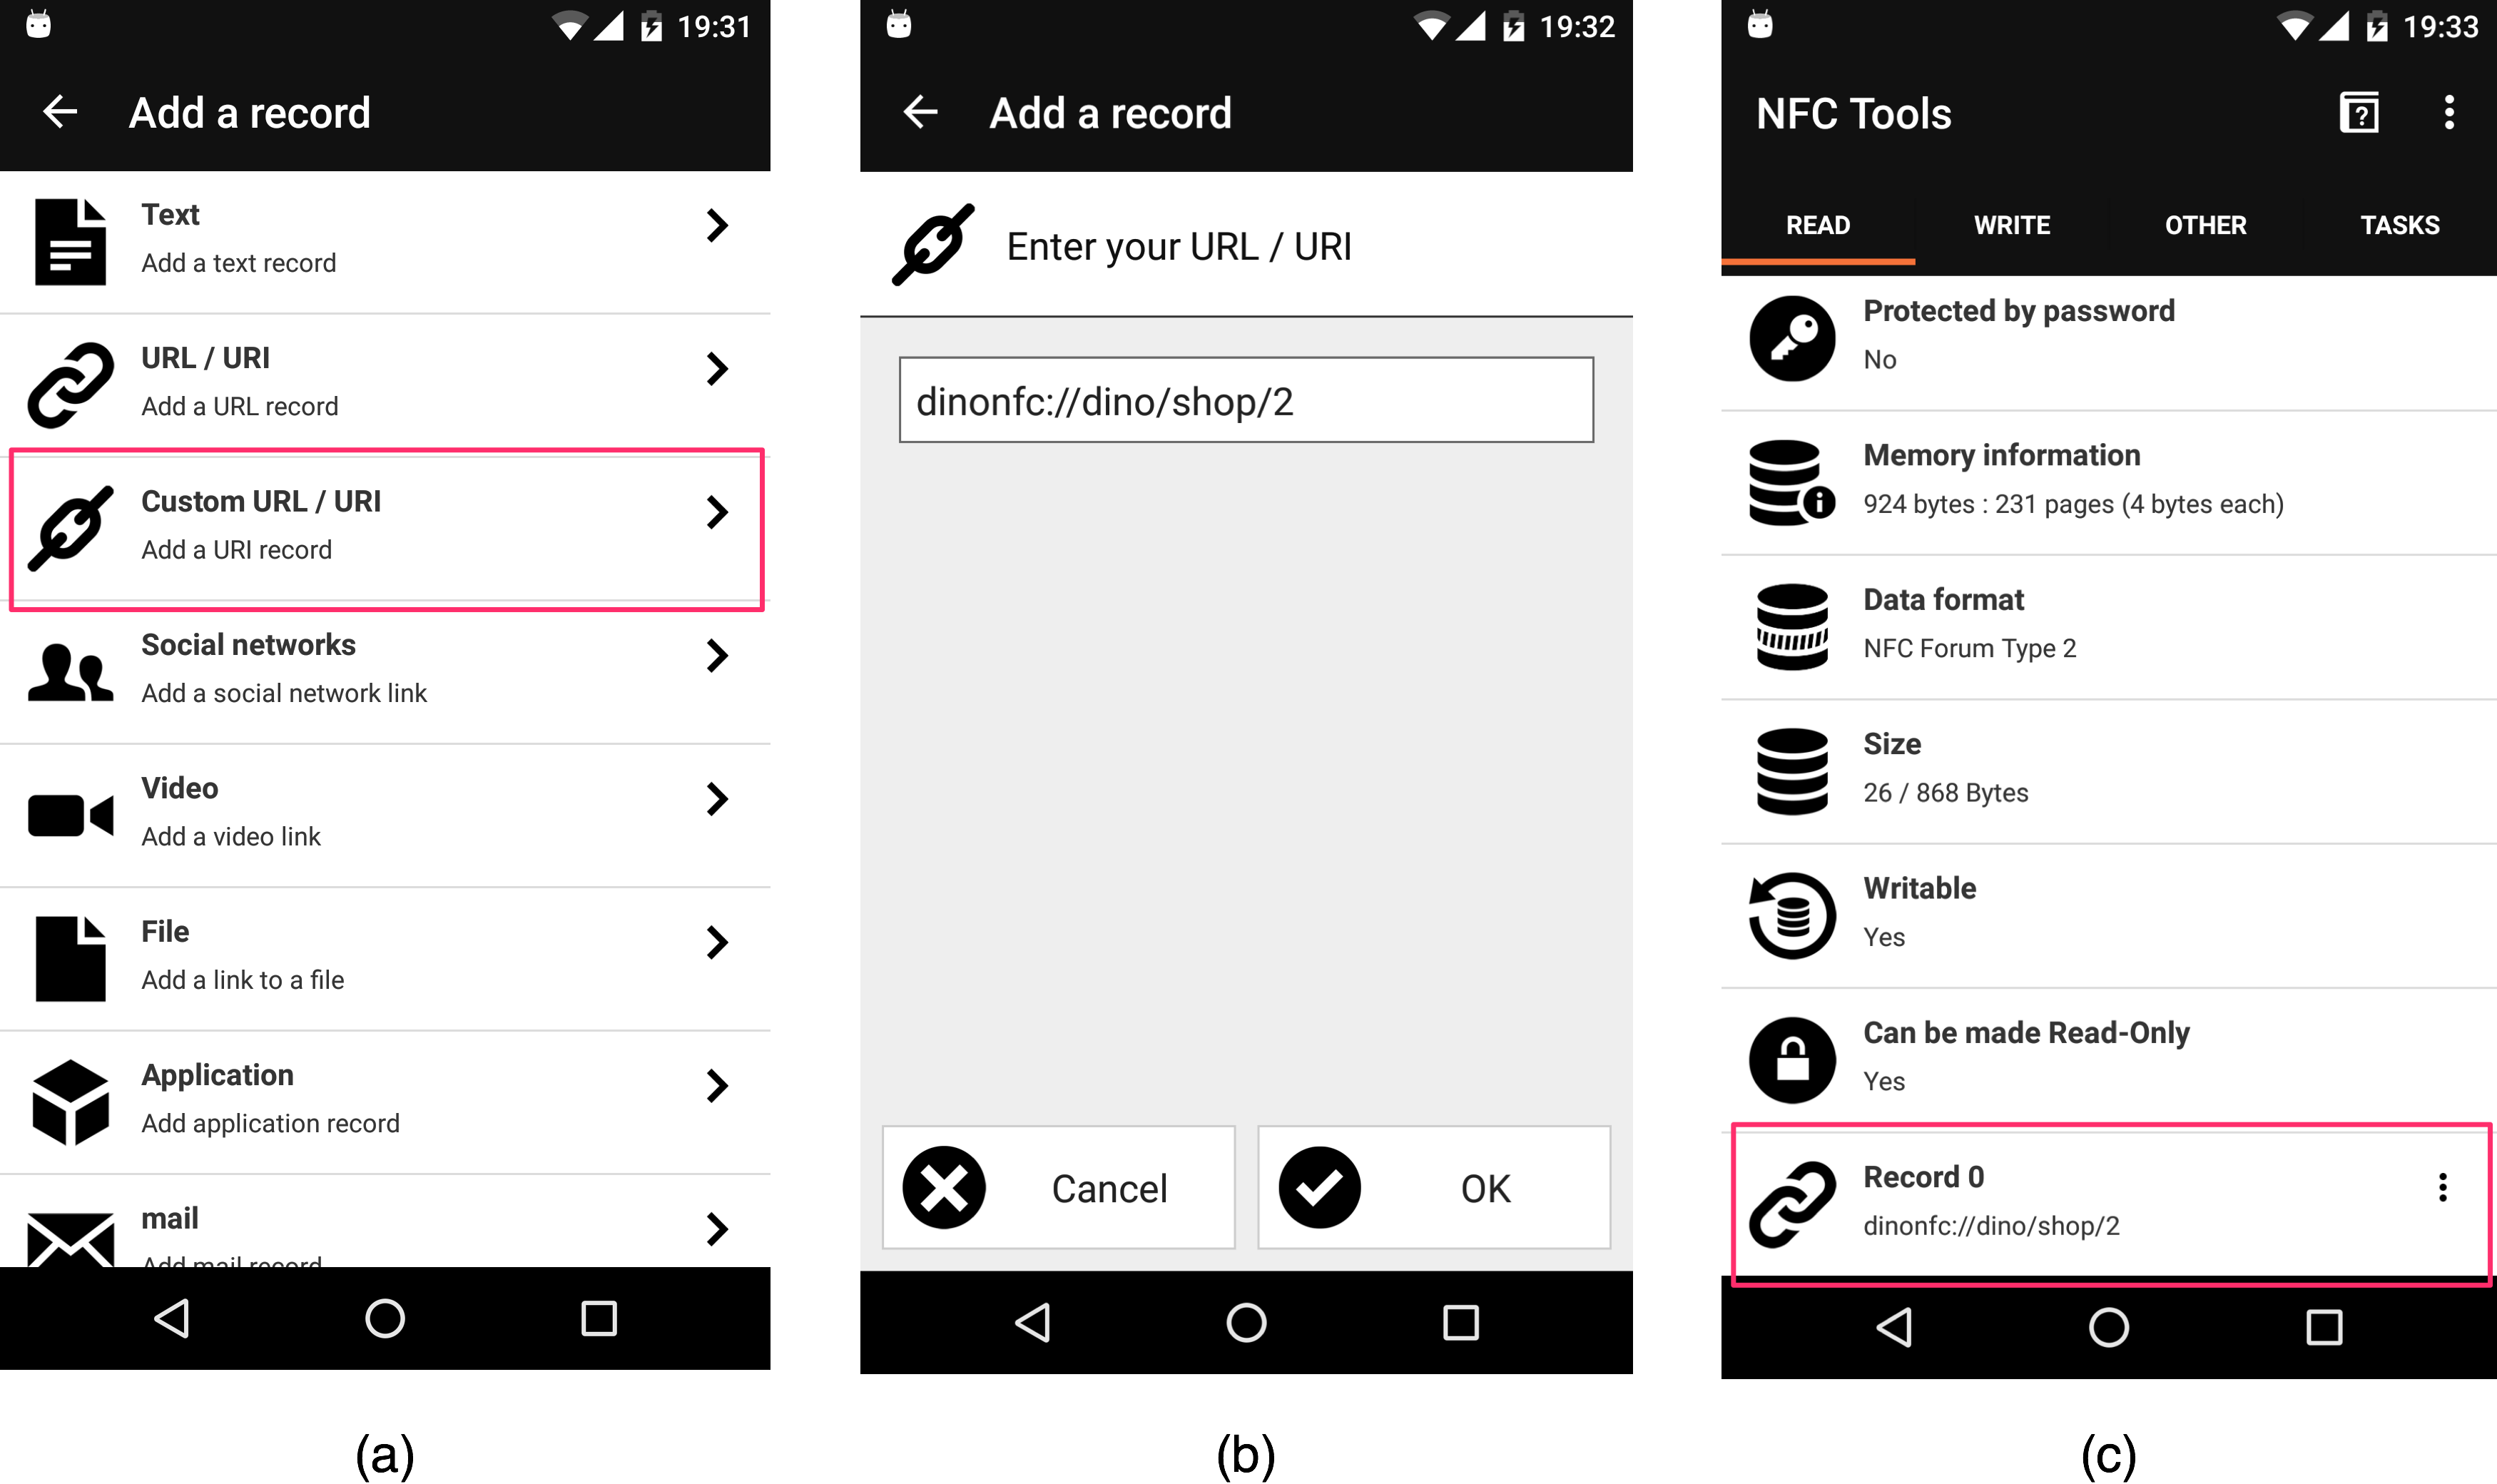 19:31
Add a record
Text
Add a text record
URL / URI
Add a URL record
Custom URL / URI
Add a URI record
Social networks
Add a social network link
Video
Add a video link
File
Add a link to a file
Application
Add application record
mail
Add mail record
(a)
19:32
Add a record
Enter your URL / URI
dinonfc://dino/shop/2
Cancel
OK
(b)
19:33
NFC Tools
?
READ WRITE OTHER TASKS
Protected by password
No
Memory information
924 bytes : 231 pages (4 bytes each)
Data format
NFC Forum Type 2
Size
26 / 868 Bytes
Writable
Yes
Can be made Read-Only
Yes
Record 0
dinonfc://dino/shop/2
(c)